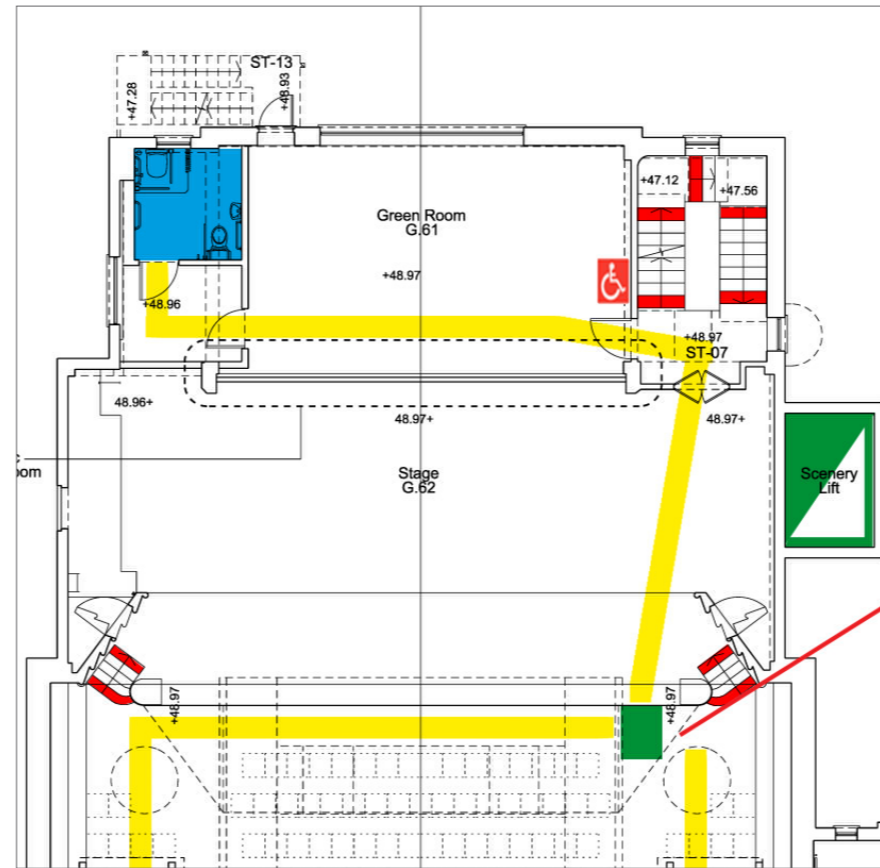 ST-13
+47.28
+48.93
+47.12
+47.56
Green Room
G.61
+48.97
+48.96
+48.97
ST-07
48.96+
48.97+
48.97+
oom
Stage
G.62
Scenery
Lift
+48.97
+48.97